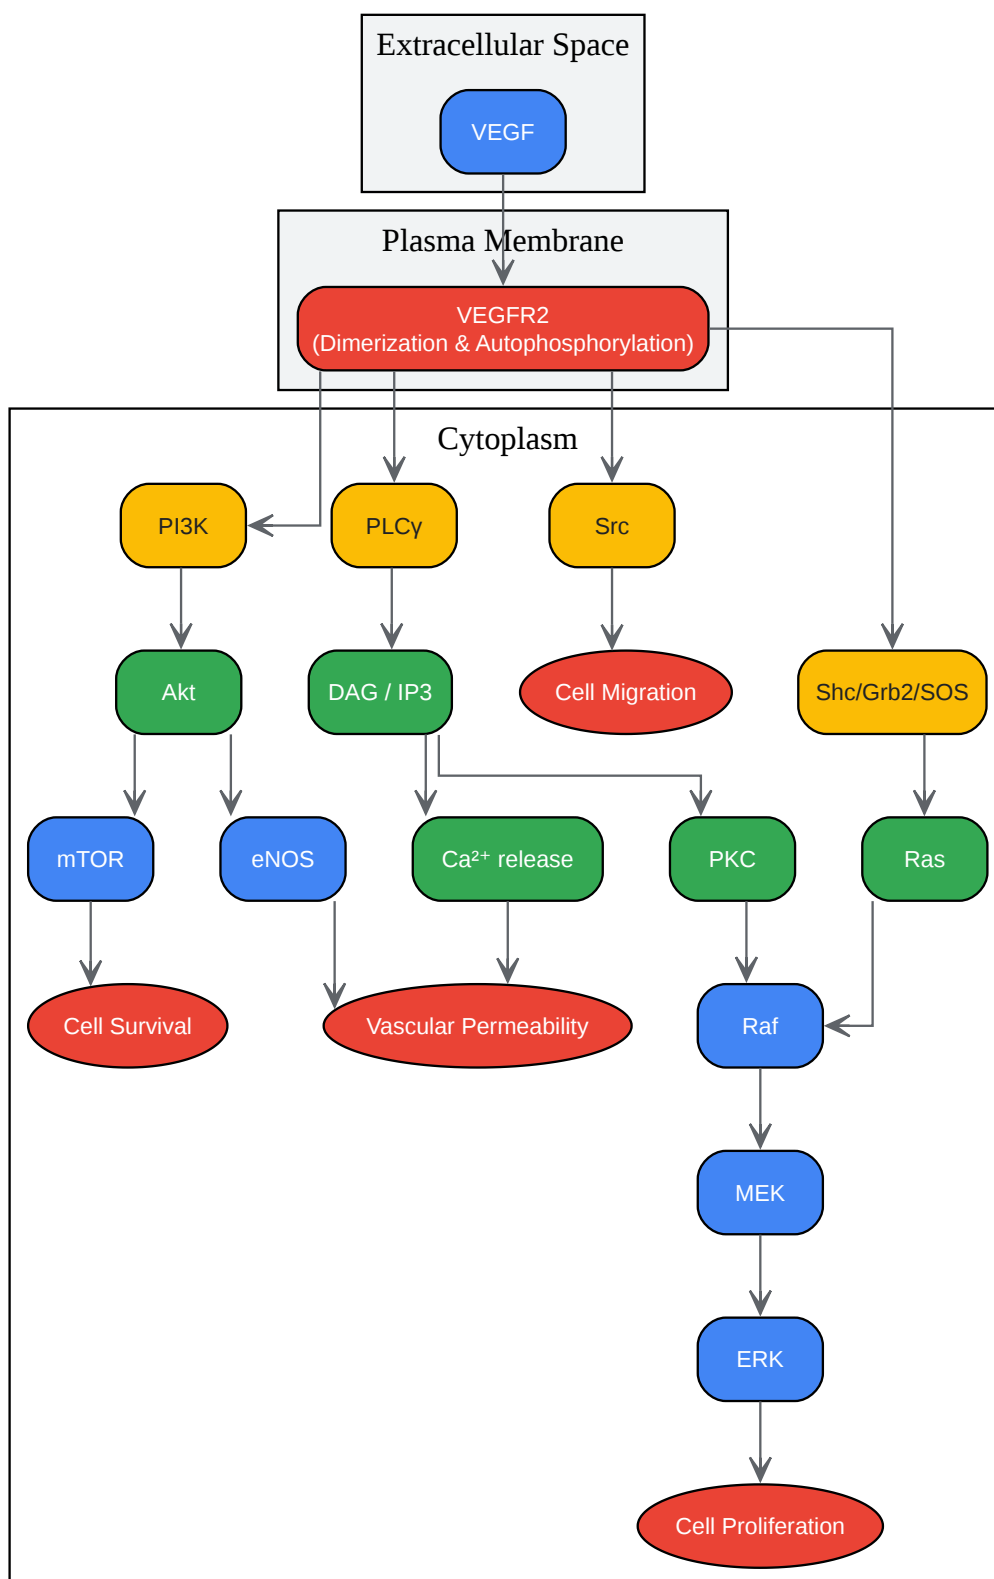 Extracellular Space
VEGF
Plasma Membrane
VEGFR2
(Dimerization & Autophosphorylation)
Cytoplasm
PI3K
PLCγ
Src
Akt
DAG / IP3
Cell Migration
Shc/Grb2/SOS
mTOR
eNOS
Ca²⁺ release
PKC
Ras
Cell Survival
Vascular Permeability
Raf
MEK
ERK
Cell Proliferation